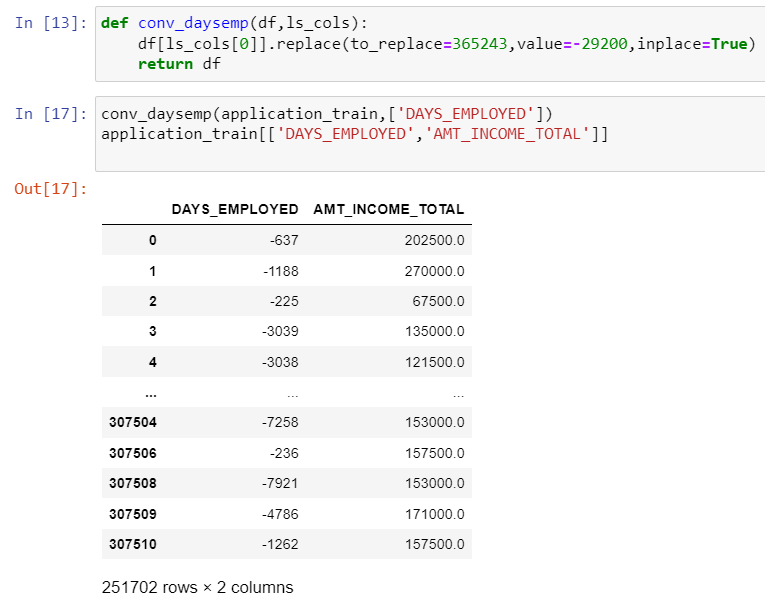 In [13]: def conv_daysemp(df,ls_cols):
df[ls_cols[0]].replace(to_replace=365243,value=-29200,inplace=True)
return df
In [17]: conv_daysemp(application_train,['DAYS_EMPLOYED'])
application_train[['DAYS_EMPLOYED','AMT_INCOME_TOTAL']]
Out[17]:
DAYS_EMPLOYED AMT_INCOME_TOTAL
0 -637 202500.0
1 -1188 270000.0
2 -225 67500.0
3 -3039 135000.0
4 -3038 121500.0
... ... ...
307504 -7258 153000.0
307506 -236 157500.0
307508 -7921 153000.0
307509 -4786 171000.0
307510 -1262 157500.0
251702 rows × 2 columns